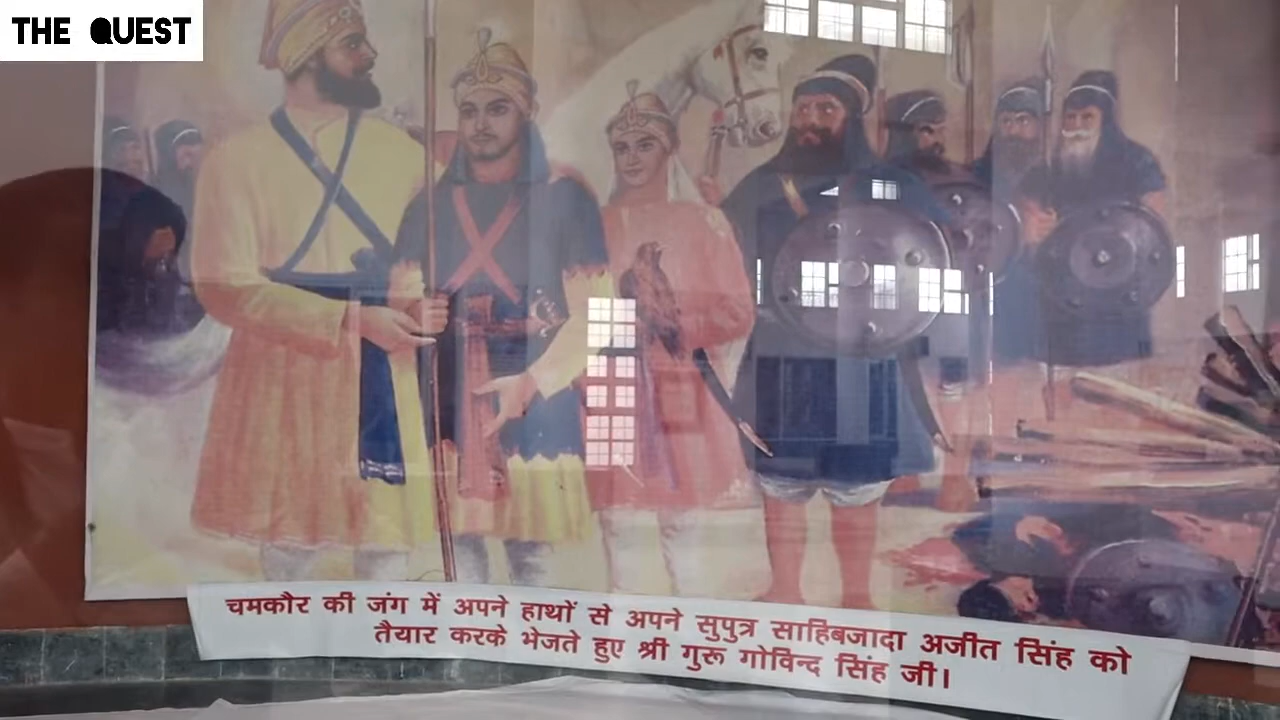 THE QUEST
चमकौर की जंग में अपने हाथों से अपने सुपुत्र साहिबजादा अजीत सिंह को
तैयार करके भेजते हुए श्री गुरू गोविन्द सिंह जी।